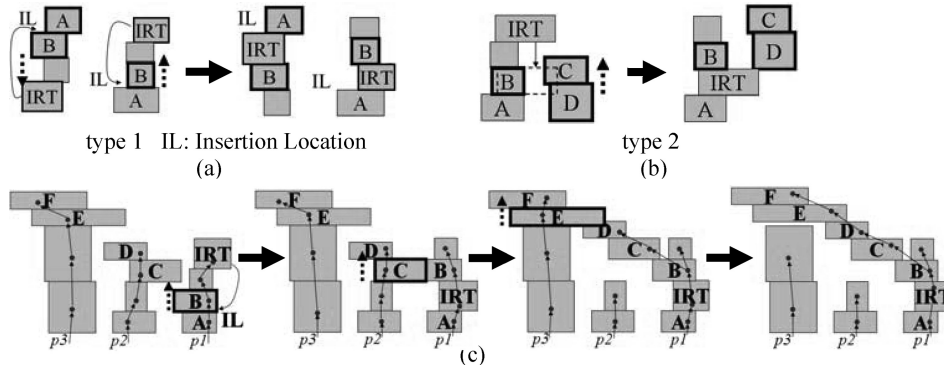 IL A IRT IL A IRT C
B IRT B B C B D
IRT IL B A B IL IRT A A D A IRT
type 1 IL: Insertion Location type 2
(a) (b)
F F F F
E E E E
D IRT D D D
C C B C C
B IL B B
A IRT A IRT A IRT A
p3 p2 p1 p3 p2 p1 p3 p2 p1 p3 p2 p1
(c)